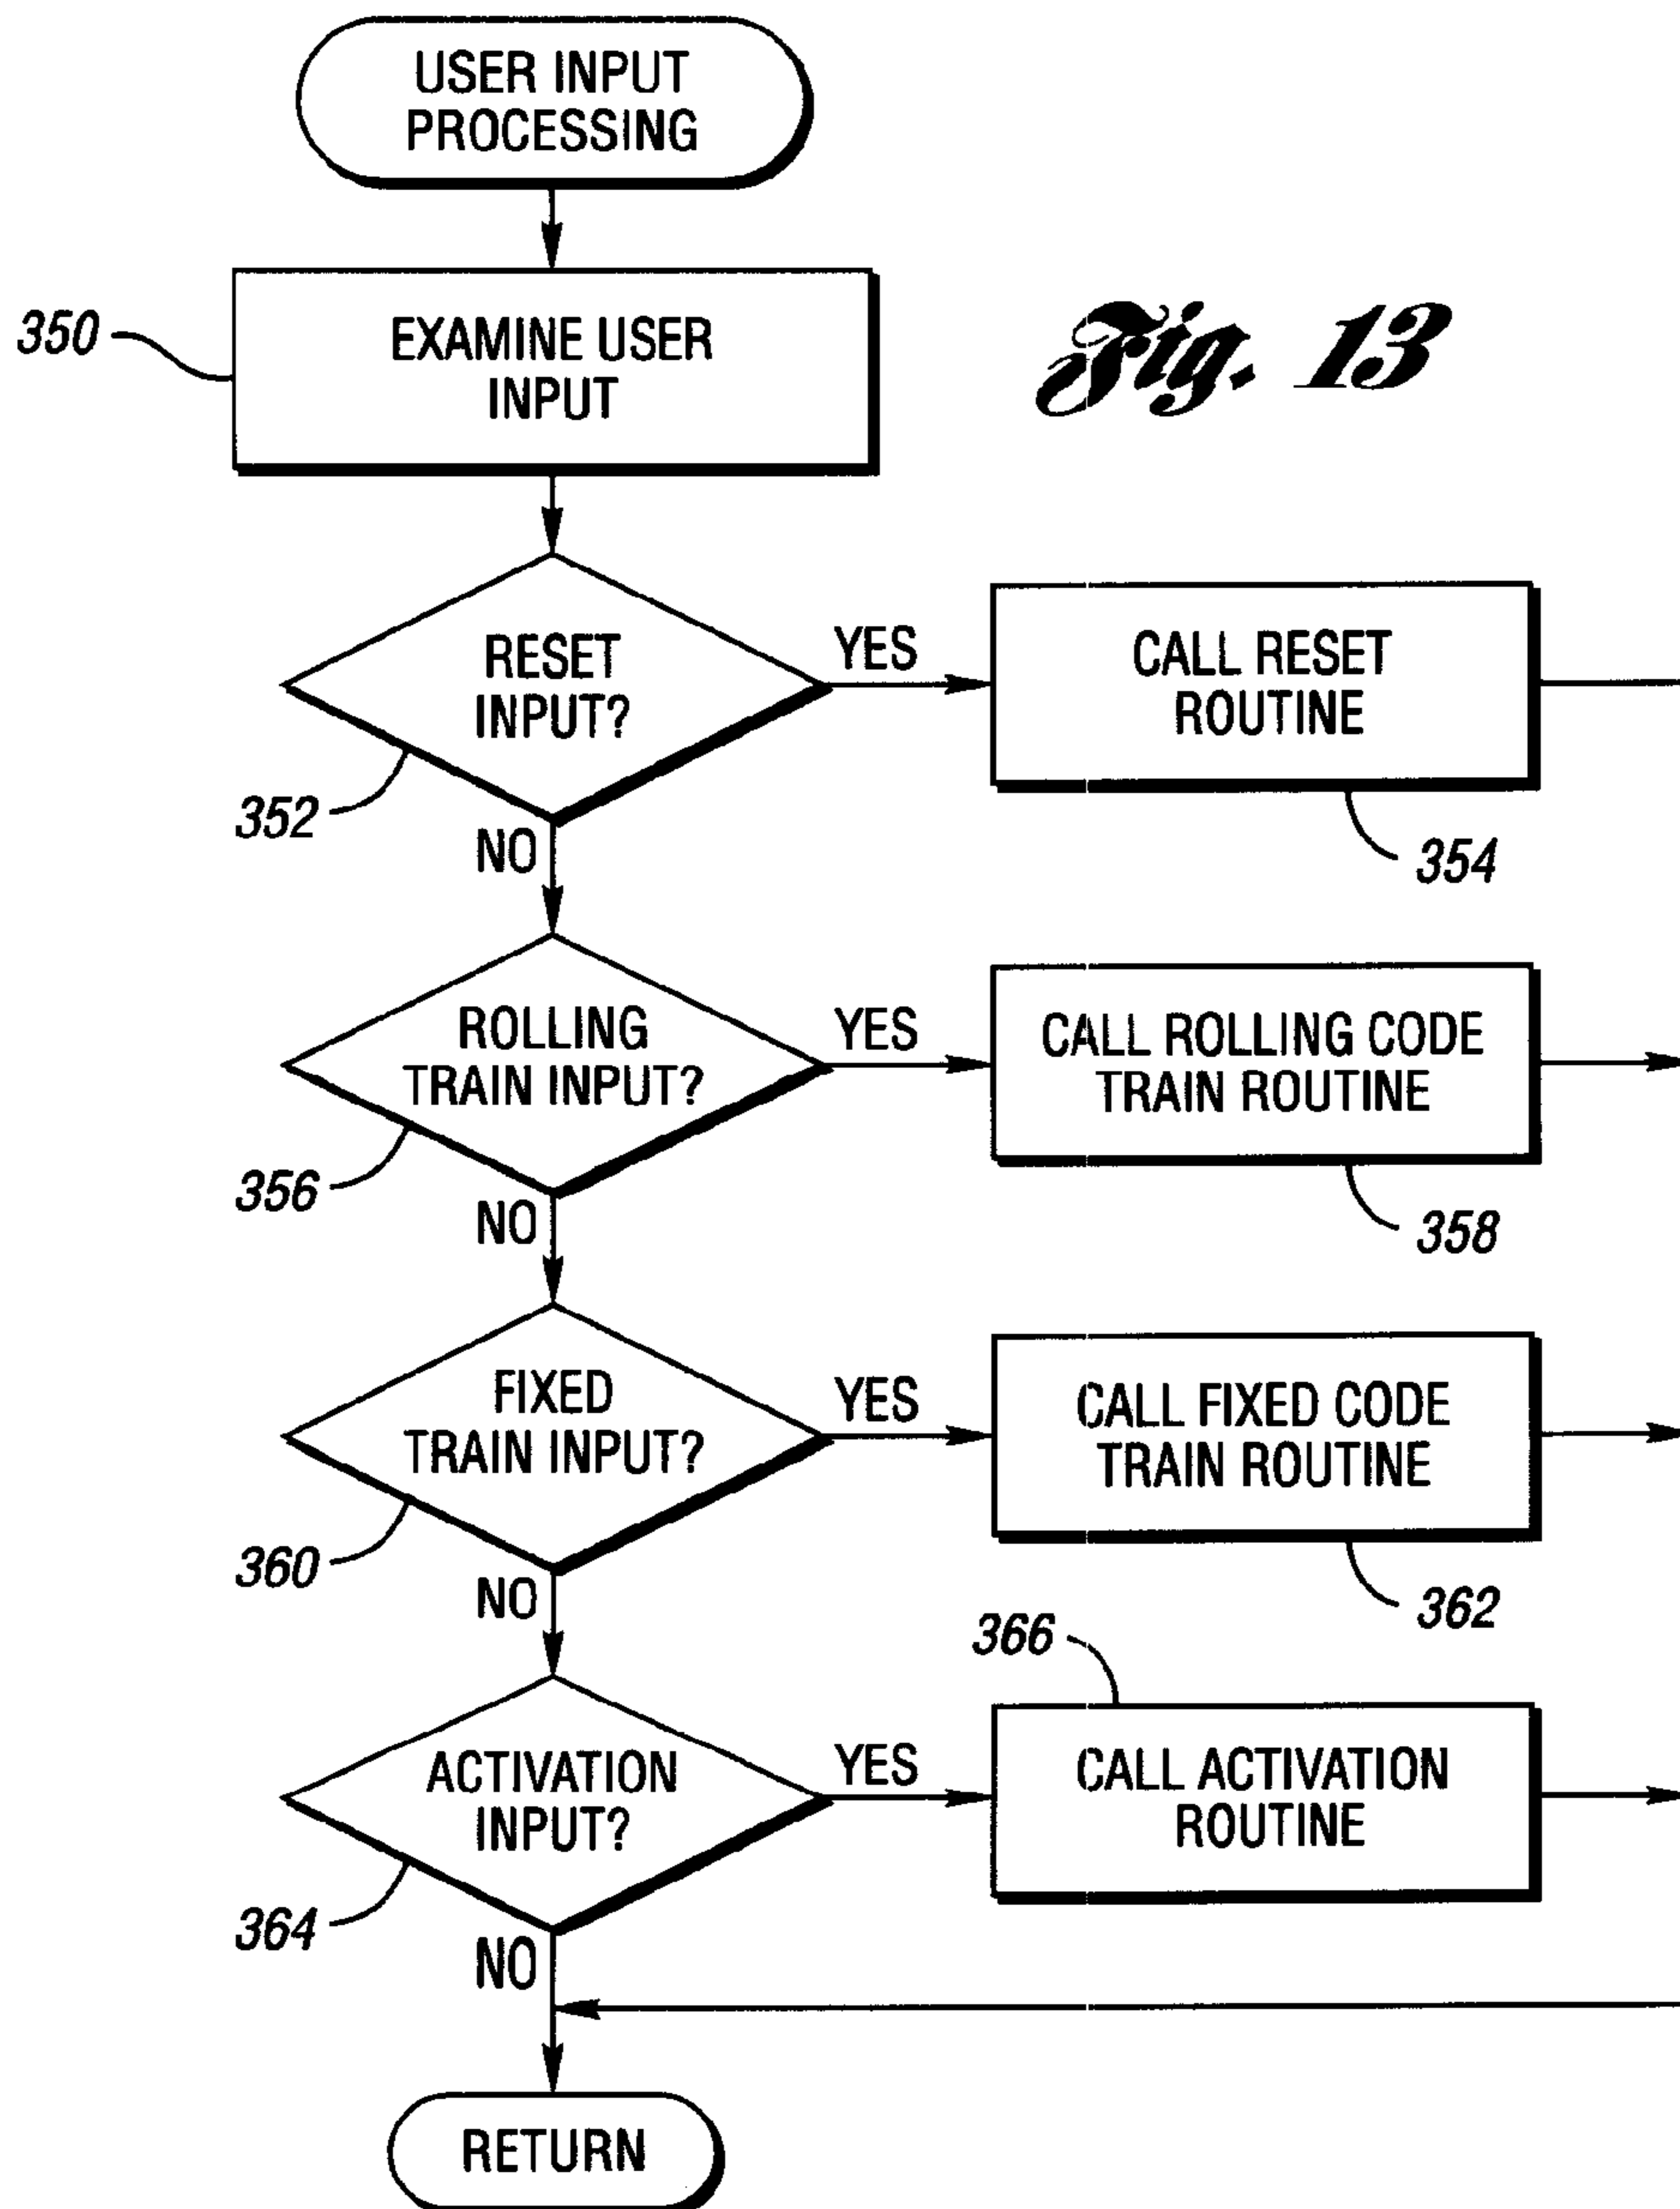 USER INPUT
PROCESSING
350
EXAMINE USER
INPUT
Fig. 13
RESET
INPUT?
352
YES
NO
CALL RESET
ROUTINE
354
ROLLING
TRAIN INPUT?
356
YES
NO
CALL ROLLING CODE
TRAIN ROUTINE
358
FIXED
TRAIN INPUT?
360
YES
NO
CALL FIXED CODE
TRAIN ROUTINE
362
366
ACTIVATION
INPUT?
364
YES
NO
CALL ACTIVATION
ROUTINE
RETURN